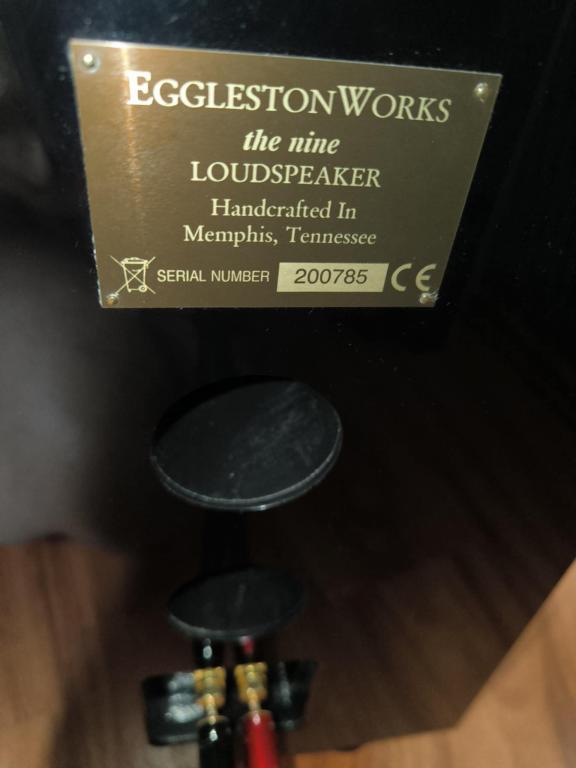 EGGLESTONWORKS
the nine
LOUDSPEAKER
Handcrafted In
Memphis, Tennessee
SERIAL NUMBER 200785 CE